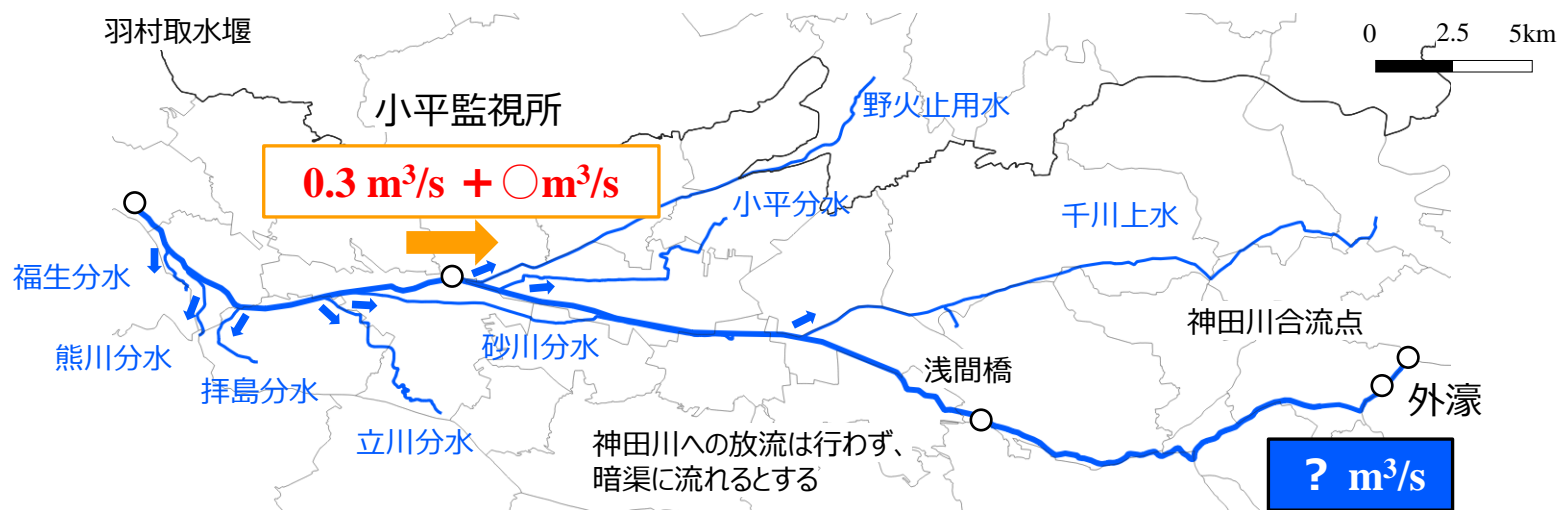 羽村取水堰
0 2.5 5km
小平監視所
野火止用水
0.3 m³/s ＋○m³/s
小平分水
千川上水
福生分水
神田川合流点
熊川分水
砂川分水
浅間橋
拝島分水
外濠
立川分水
神田川への放流は行わず、
暗渠に流れるとする
？ m³/s